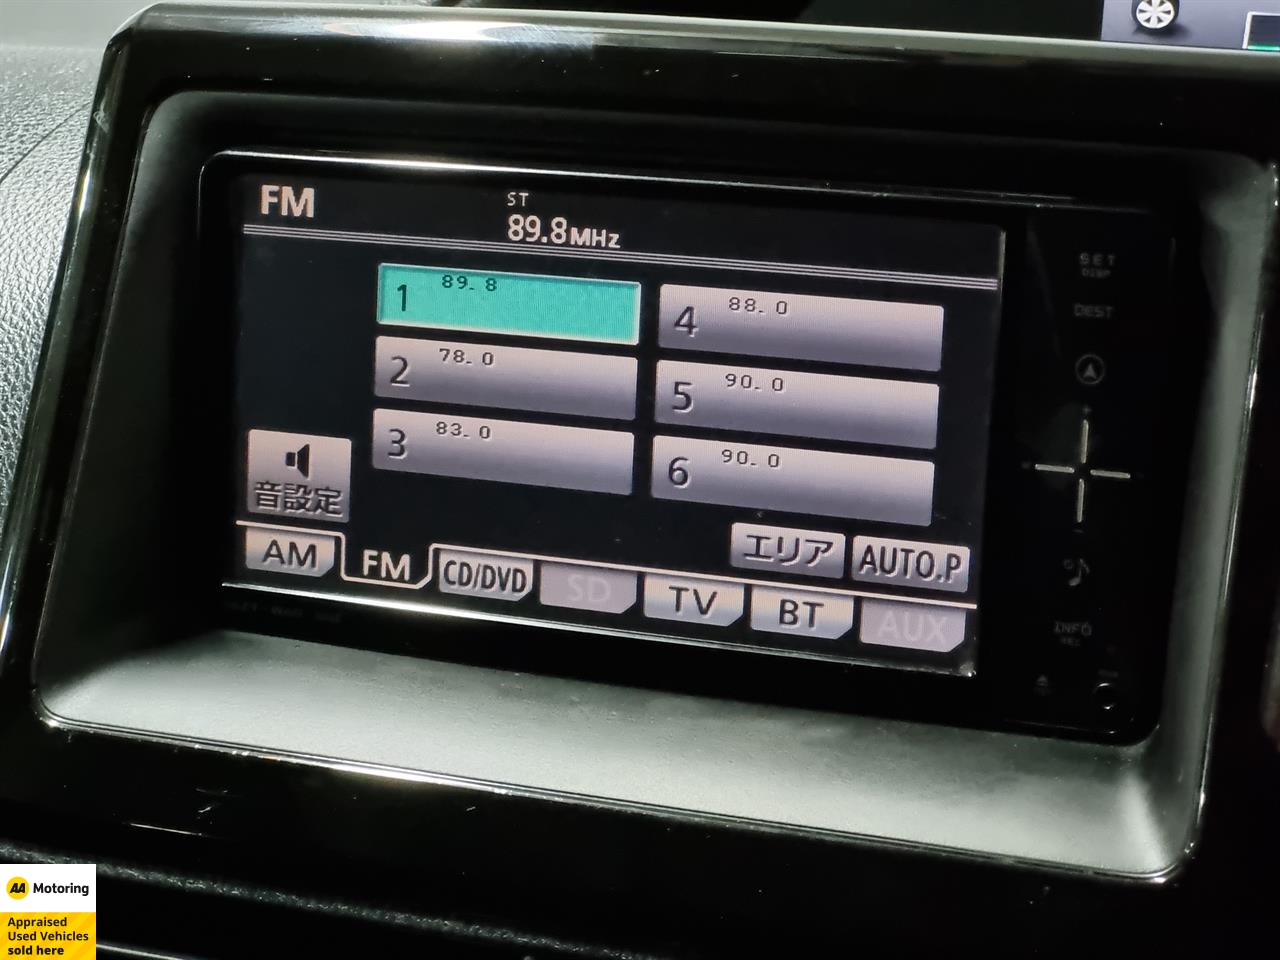 FM
ST
89.8MHz
1 89.8
4 88.0
2 78.0
5 90.0
3 83.0
6 90.0
音設定
エリア
AUTO.P
AM
FM
CD/DVD
SD
TV
BT
AUX
SET
DISP
DEST
INFO
AA Motoring
Appraised
Used Vehicles
sold here